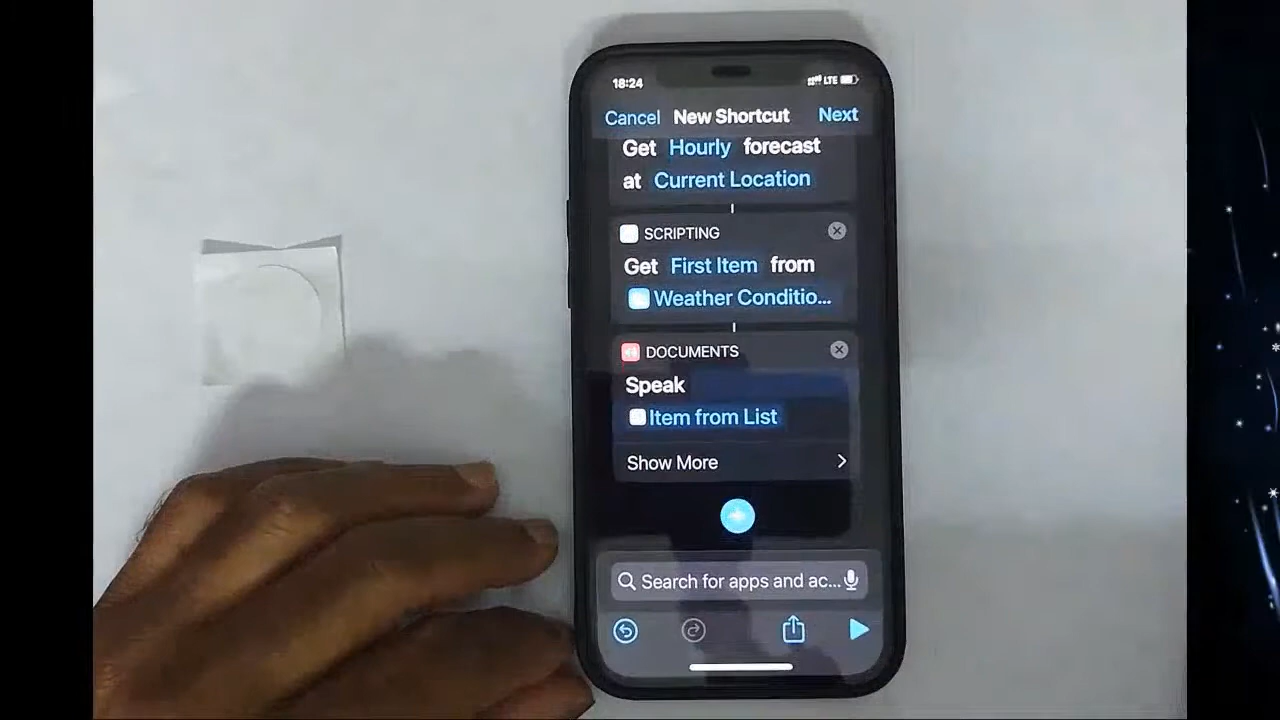 18:24
LTE
Cancel New Shortcut Next
Get Hourly forecast
at Current Location
SCRIPTING
Get First Item from
Weather Conditio...
DOCUMENTS
Speak
Item from List
Show More
Search for apps and ac...